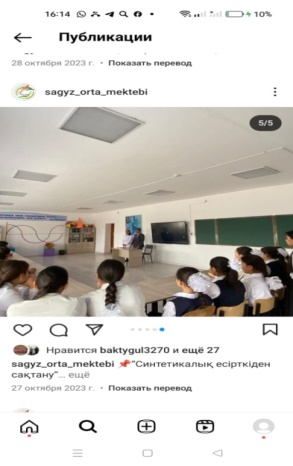 16:14
10%
Публикации
28 октября 2023 г. • Показать перевод
sagyz_orta_mektebi
5/5
Нравится baktygul3270 и ещё 27
sagyz_orta_mektebi 📌"Синтетикалық есірткіден
сақтану"... ещё
27 октября 2023 г. • Показать перевод